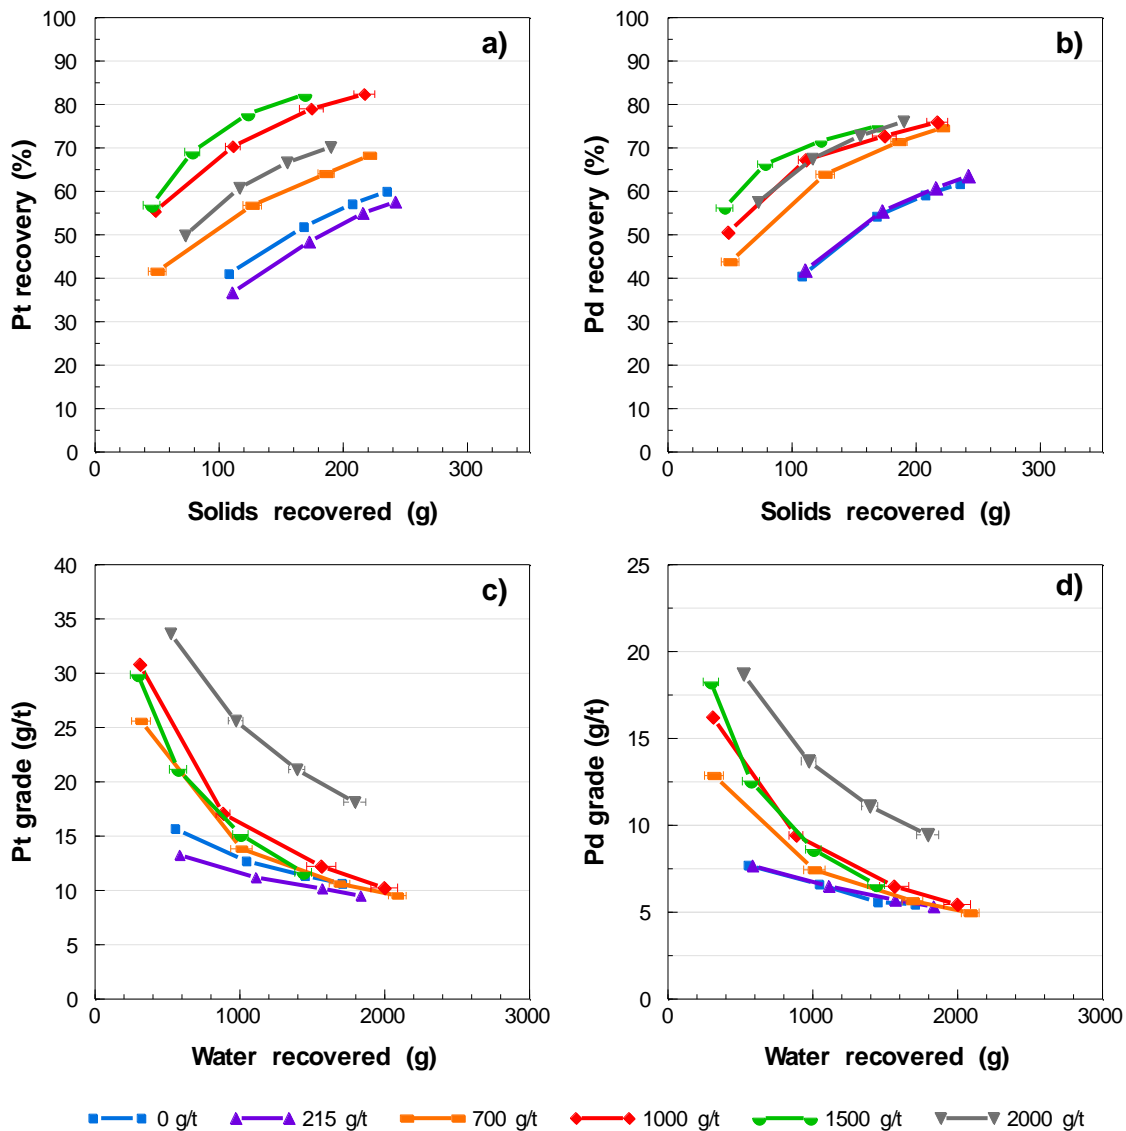 a)
100
90
80
70
60
50
40
30
20
10
0
Pt recovery (%)
0 100 200 300
Solids recovered (g)
b)
100
90
80
70
60
50
40
30
20
10
0
Pd recovery (%)
0 100 200 300
Solids recovered (g)
c)
40
35
30
25
20
15
10
5
0
Pt grade (g/t)
0 1000 2000 3000
Water recovered (g)
d)
25
20
15
10
5
0
Pd grade (g/t)
0 1000 2000 3000
Water recovered (g)
0 g/t 215 g/t 700 g/t 1000 g/t 1500 g/t 2000 g/t